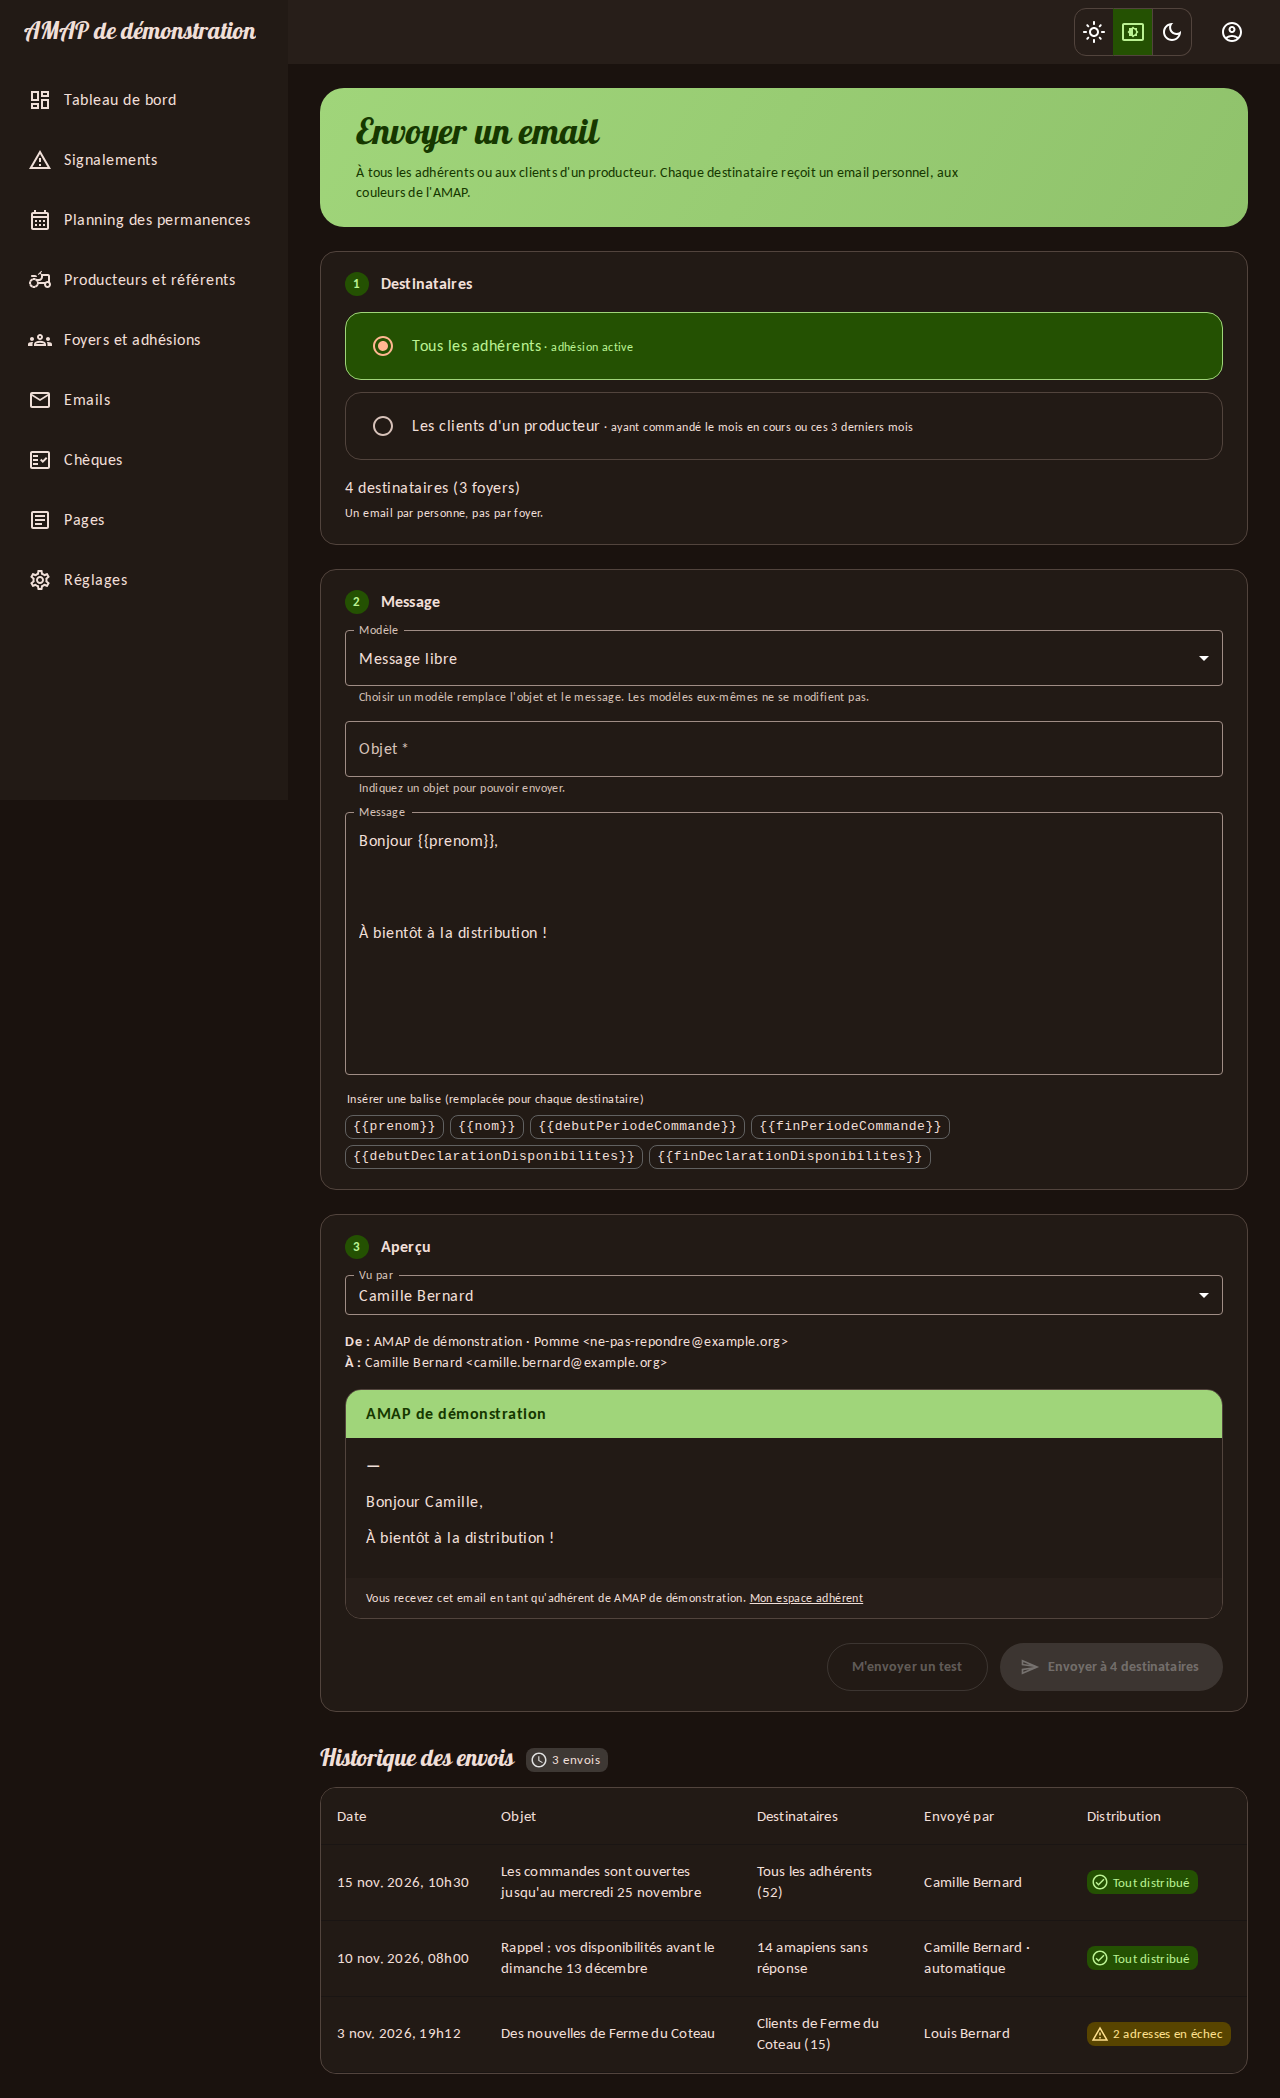 AMAP de démonstration
Tableau de bord
Signalements
Planning des permanences
Producteurs et référents
Foyers et adhésions
Emails
Chèques
Pages
Réglages
Envoyer un email
À tous les adhérents ou aux clients d'un producteur. Chaque destinataire reçoit un email personnel, aux
couleurs de l'AMAP.
1 Destinataires
Tous les adhérents · adhésion active
Les clients d'un producteur · ayant commandé le mois en cours ou ces 3 derniers mois
4 destinataires (3 foyers)
Un email par personne, pas par foyer.
2 Message
Modèle
Message libre
Choisir un modèle remplace l'objet et le message. Les modèles eux-mêmes ne se modifient pas.
Objet *
Indiquez un objet pour pouvoir envoyer.
Message
Bonjour {{prenom}},
À bientôt à la distribution !
Insérer une balise (remplacée pour chaque destinataire)
{{prenom}} {{nom}} {{debutPeriodeCommande}} {{finPeriodeCommande}}
{{debutDeclarationDisponibilites}} {{finDeclarationDisponibilites}}
3 Aperçu
Vu par
Camille Bernard
De : AMAP de démonstration · Pomme <ne-pas-repondre@example.org>
À : Camille Bernard <camille.bernard@example.org>
AMAP de démonstration
—
Bonjour Camille,
À bientôt à la distribution !
Vous recevez cet email en tant qu'adhérent de AMAP de démonstration. Mon espace adhérent
M'envoyer un test
Envoyer à 4 destinataires
Historique des envois
3 envois
Date Objet Destinataires Envoyé par Distribution
15 nov. 2026, 10h30 Les commandes sont ouvertes Tous les adhérents Camille Bernard Tout distribué
jusqu'au mercredi 25 novembre (52)
10 nov. 2026, 08h00 Rappel : vos disponibilités avant le 14 amapiens sans Camille Bernard · Tout distribué
dimanche 13 décembre réponse automatique
3 nov. 2026, 19h12 Des nouvelles de Ferme du Coteau Clients de Ferme du Louis Bernard 2 adresses en échec
Coteau (15)